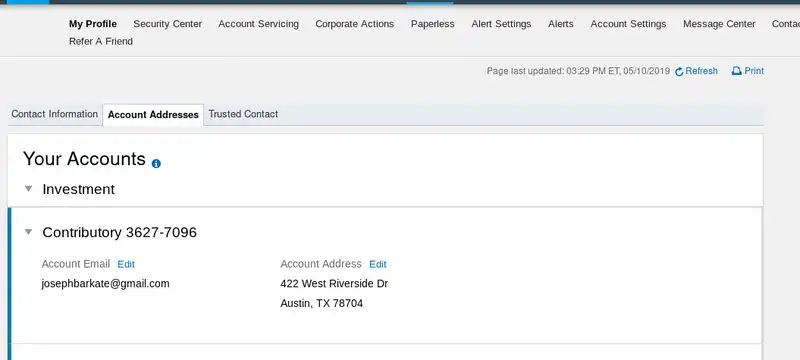 My Profile Security Center Account Servicing Corporate Actions Paperless Alert Settings Alerts Account Settings Message Center
Refer A Friend
Page last updated: 03:29 PM ET, 05/10/2019 Refresh Print
Contact Information Account Addresses Trusted Contact
Your Accounts
Investment
Contributory 3627-7096
Account Email Edit Account Address Edit
josephbarkate@gmail.com 422 West Riverside Dr
Austin, TX 78704